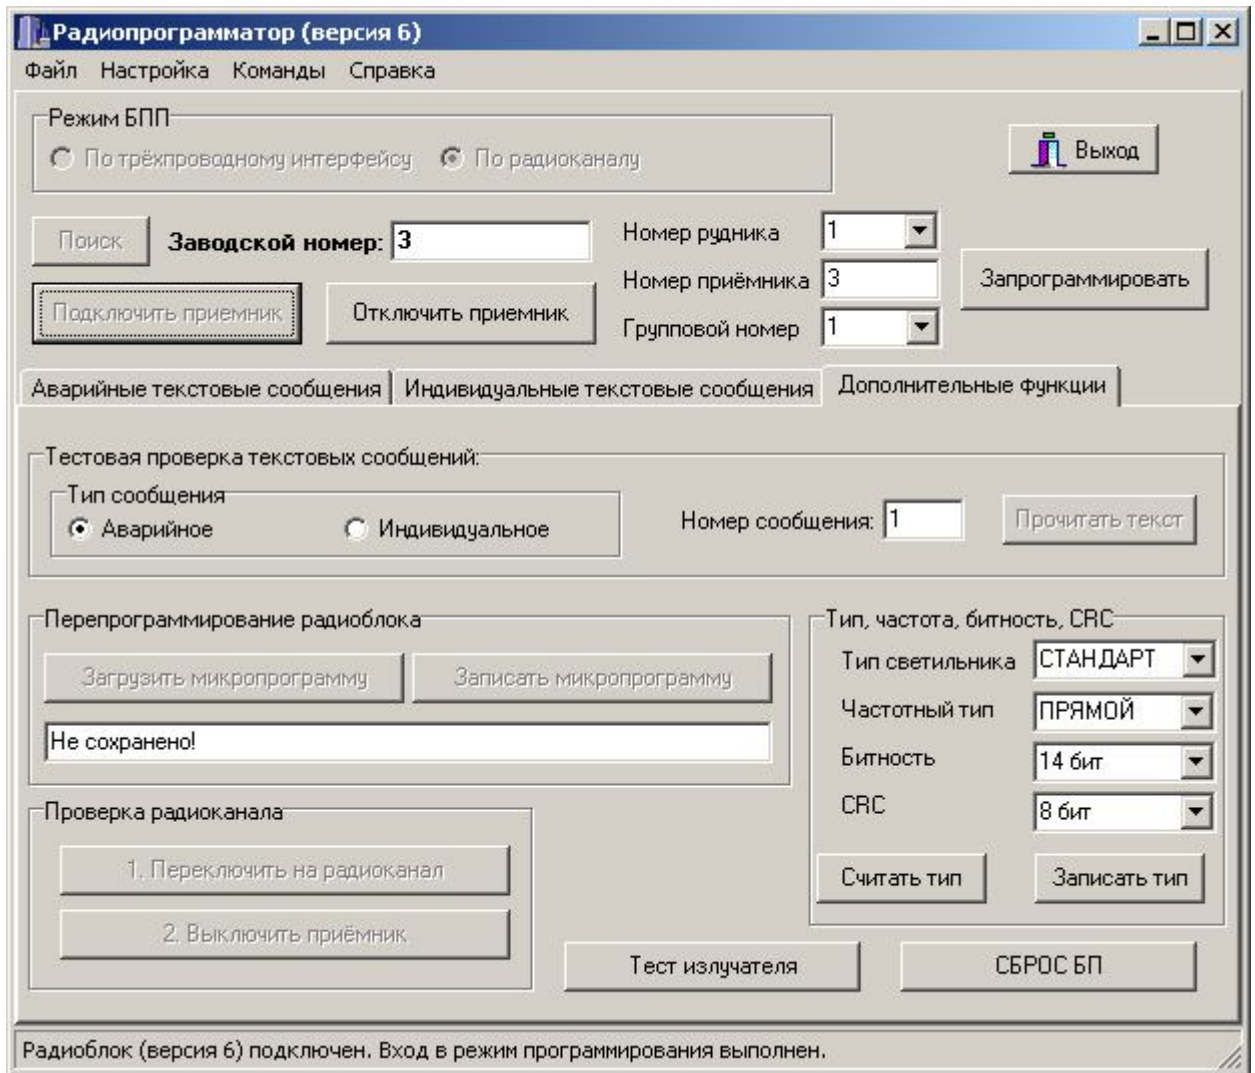 Радиопрограмматор (версия 6)
Файл Настройка Команды Справка
Режим БПП
По трёхпроводному интерфейсу По радиоканалу
Выход
Поиск Заводской номер: 3
Номер рудника 1
Номер приёмника 3
Групповой номер 1
Запрограммировать
Подключить приемник Отключить приемник
Аварийные текстовые сообщения Индивидуальные текстовые сообщения Дополнительные функции
Тестовая проверка текстовых сообщений:
Тип сообщения
Аварийное Индивидуальное
Номер сообщения: 1 Прочитать текст
Перепрограммирование радиоблока
Загрузить микропрограмму Записать микропрограмму
Не сохранено!
Тип, частота, битность, CRC
Тип светильника СТАНДАРТ
Частотный тип ПРЯМОЙ
Битность 14 бит
CRC 8 бит
Считать тип Записать тип
Проверка радиоканала
1. Переключить на радиоканал
2. Выключить приёмник
Тест излучателя СБРОС БП
Радиоблок (версия 6) подключен. Вход в режим программирования выполнен.